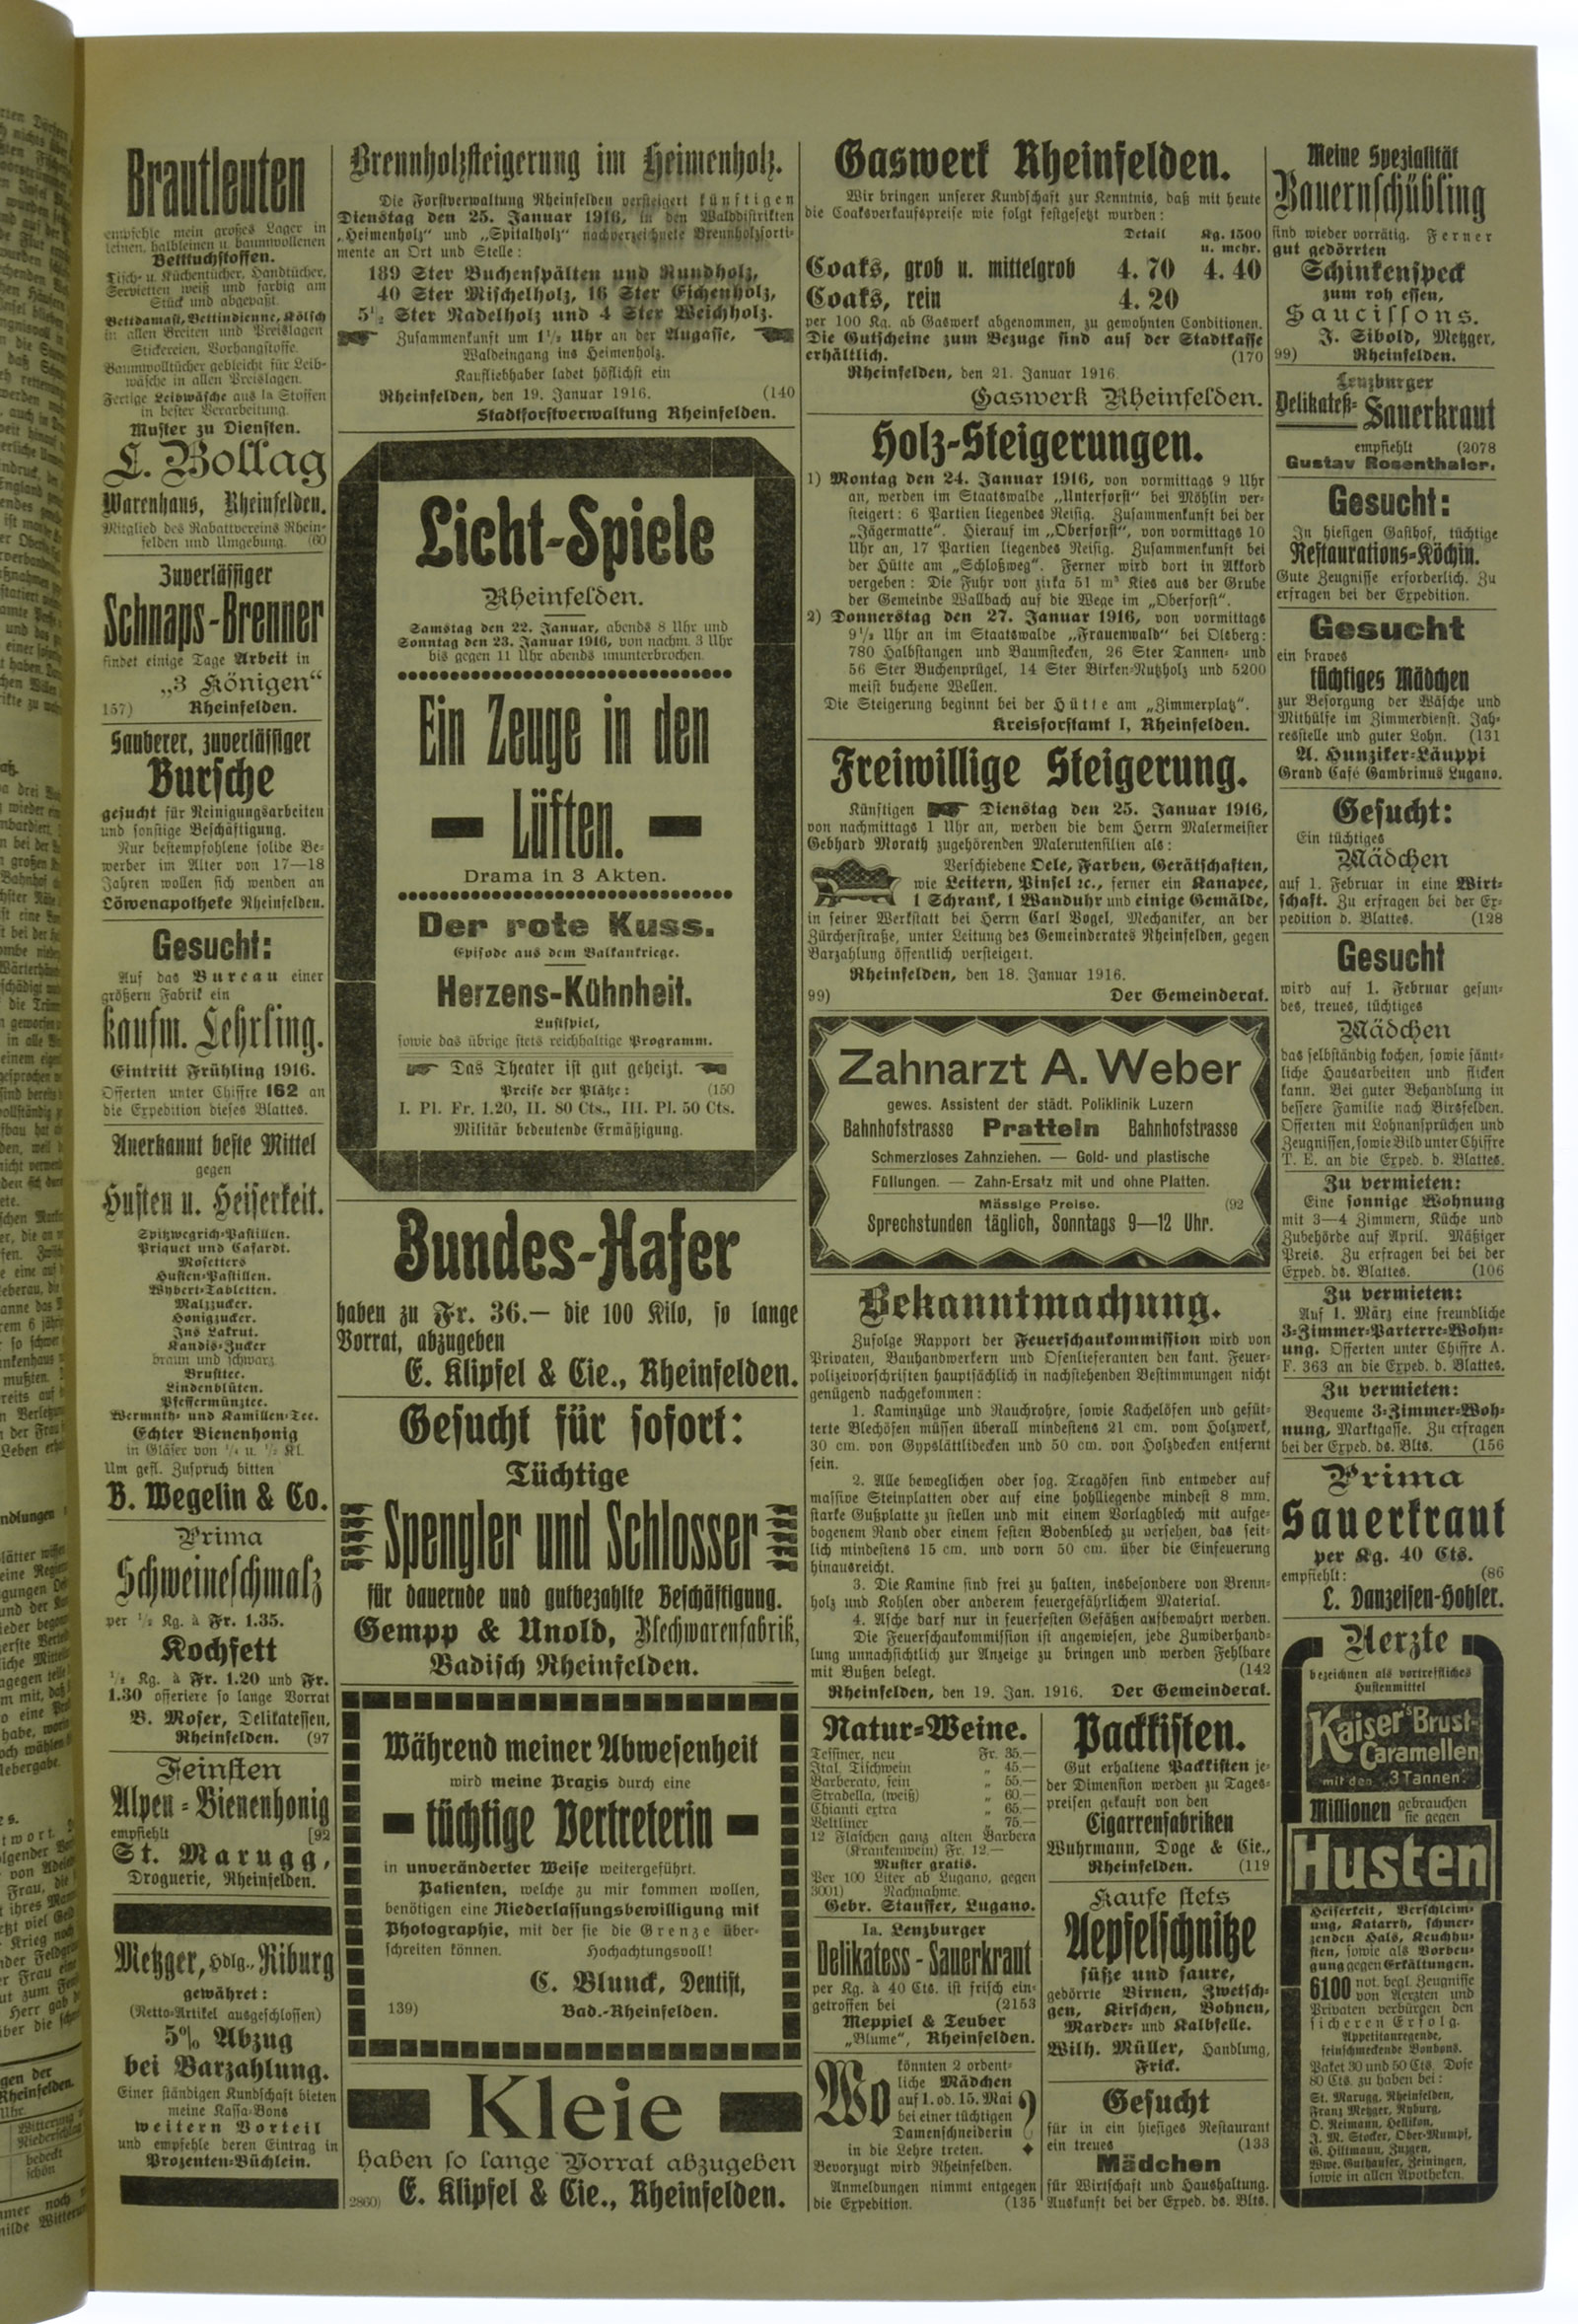 Brautleuten
empfehle mein großes Lager in
leinen, halbleinen u. baumwollenen
Bettuchstoffen.
Tisch- u. Küchentücher, Handtücher,
Servietten weiß und farbig am
Stück und abgepaßt.
Bettdamast, Bettindienne, Kölsch
in allen Breiten und Preislagen
Stickereien, Vorhangstoffe.
Baumwolltücher gebleicht für Leib-
wäsche in allen Preislagen.
Fertige Leibwäsche aus Ia Stoffen
in bester Verarbeitung.
Muster zu Diensten.
L. Bollag
Warenhaus, Rheinfelden.
Mitglied des Rabattvereins Rhein-
felden und Umgebung. (60
Zuverlässiger
Schnaps-Brenner
findet einige Tage Arbeit in
„3 Königen“
157) Rheinfelden.
Sauberer, zuverlässiger
Bursche
gesucht für Reinigungsarbeiten
und sonstige Beschäftigung.
Nur bestempfohlene solide Be-
werber im Alter von 17—18
Jahren wollen sich wenden an
Löwenapotheke Rheinfelden.
Gesucht:
Auf das Bureau einer
größern Fabrik ein
kaufm. Lehrling.
Eintritt Frühling 1916.
Offerten unter Chiffre 162 an
die Expedition dieses Blattes.
Anerkannt beste Mittel
gegen
Husten u. Heiserkeit.
Spitzwegrich-Pastillen.
Priquet und Cafardt.
Mosetters
Husten-Pastillen.
Wybert-Tabletten.
Malzzucker.
Honigzucker.
Jus Lakrut.
Kandis-Zucker
braun und schwarz
Brusttee.
Lindenblüten.
Pfeffermünztee.
Wermuth- und Kamillen-Tee.
Echter Bienenhonig
in Gläser von ¼ u. ½ Kl.
Um gefl. Zuspruch bitten
B. Wegelin & Co.
Prima
Schweineschmalz
per ½ Kg. à Fr. 1.35.
Kochfett
½ Kg. à Fr. 1.20 und Fr.
1.30 offeriere so lange Vorrat
B. Moser, Delikatessen,
Rheinfelden. (97
Feinsten
Alpen-Bienenhonig
empfiehlt [92
St. Marugg,
Droguerie, Rheinfelden.
Metzger, Hdlg., Riburg
gewähret:
(Netto-Artikel ausgeschlossen)
5% Abzug
bei Barzahlung.
Einer ständigen Kundschaft bieten
meine Kassa-Bons
weitern Vorteil
und empfehle deren Eintrag in
Prozenten-Büchlein.
Brennholzsteigerung im Heimenholz.
Die Forstverwaltung Rheinfelden versteigert künftigen
Dienstag den 25. Januar 1916, in den Walddistrikten
„Heimenholz“ und „Spitalholz“ nachverzeichnete Brennholzsorti-
mente an Ort und Stelle:
189 Ster Buchenspälten und Rundholz,
40 Ster Mischelholz, 16 Ster Eichenholz,
5½ Ster Nadelholz und 4 Ster Weichholz.
Zusammenkunft um 1½ Uhr an der Augasse,
Waldeingang ins Heimenholz.
Kaufliebhaber ladet höflichst ein
Rheinfelden, den 19. Januar 1916. (140
Stadtforstverwaltung Rheinfelden.
Licht-Spiele
Rheinfelden.
Samstag den 22. Januar, abends 8 Uhr und
Sonntag den 23. Januar 1916, von nachm. 3 Uhr
bis gegen 11 Uhr abends ununterbrochen.
Ein Zeuge in den
Lüften.
Drama in 3 Akten.
Der rote Kuss.
Episode aus dem Balkankriege.
Herzens-Kühnheit.
Lustspiel,
sowie das übrige stets reichhaltige Programm.
Das Theater ist gut geheizt.
Preise der Plätze: (150
I. Pl. Fr. 1.20, II. 80 Cts., III. Pl. 50 Cts.
Militär bedeutende Ermäßigung.
Bundes-Hafer
haben zu Fr. 36.— die 100 Kilo, so lange
Vorrat, abzugeben
E. Klipfel & Cie., Rheinfelden.
Gesucht für sofort:
Tüchtige
Spengler und Schlosser
für dauernde und gutbezahlte Beschäftigung.
Gempp & Unold, Blechwarenfabrik,
Badisch Rheinfelden.
Während meiner Abwesenheit
wird meine Praxis durch eine
tüchtige Vertreterin
in unveränderter Weise weitergeführt.
Patienten, welche zu mir kommen wollen,
benötigen eine Niederlassungsbewilligung mit
Photographie, mit der sie die Grenze über-
schreiten können. Hochachtungsvoll!
C. Blunck, Dentist,
139) Bad.-Rheinfelden.
Kleie
haben so lange Vorrat abzugeben
2860) E. Klipfel & Cie., Rheinfelden.
Gaswerk Rheinfelden.
Wir bringen unserer Kundschaft zur Kenntnis, daß mit heute
die Coaksverkaufspreise wie folgt festgesetzt wurden:
Detail Kg. 1500
u. mehr.
Coaks, grob u. mittelgrob 4. 70 4. 40
Coaks, rein 4. 20
per 100 Kg. ab Gaswerk abgenommen, zu gewohnten Conditionen.
Die Gutscheine zum Bezuge sind auf der Stadtkasse
erhältlich. (170
Rheinfelden, den 21. Januar 1916.
Gaswerk Rheinfelden.
Holz-Steigerungen.
1) Montag den 24. Januar 1916, von vormittags 9 Uhr
an, werden im Staatswalde „Unterforst“ bei Möhlin ver-
steigert: 6 Partien liegendes Reisig. Zusammenkunft bei der
„Jägermatte“. Hierauf im „Oberforst“, von vormittags 10
Uhr an, 17 Partien liegendes Reisig. Zusammenkunft bei
der Hütte am „Schloßweg“. Ferner wird dort in Akkord
vergeben: Die Fuhr von zirka 51 m³ Kies aus der Grube
der Gemeinde Wallbach auf die Wege im „Oberforst“.
2) Donnerstag den 27. Januar 1916, von vormittags
9½ Uhr an im Staatswalde „Frauenwald“ bei Olsberg:
780 Halbstangen und Baumstecken, 26 Ster Tannen- und
56 Ster Buchenprügel, 14 Ster Birken-Nutzholz und 5200
meist buchene Wellen.
Die Steigerung beginnt bei der Hütte am „Zimmerplatz“.
Kreisforstamt I, Rheinfelden.
Freiwillige Steigerung.
Künftigen Dienstag den 25. Januar 1916,
von nachmittags 1 Uhr an, werden die dem Herrn Malermeister
Gebhard Morath zugehörenden Malerutensilien als:
Verschiedene Oele, Farben, Gerätschaften,
wie Leitern, Pinsel ꝛc., ferner ein Kanapee,
1 Schrank, 1 Wanduhr und einige Gemälde,
in seiner Werkstatt bei Herrn Carl Vogel, Mechaniker, an der
Zürcherstraße, unter Leitung des Gemeinderates Rheinfelden, gegen
Barzahlung öffentlich versteigert.
Rheinfelden, den 18. Januar 1916.
99) Der Gemeinderat.
Zahnarzt A. Weber
gewes. Assistent der städt. Poliklinik Luzern
Bahnhofstrasse Pratteln Bahnhofstrasse
Schmerzloses Zahnziehen. — Gold- und plastische
Füllungen. — Zahn-Ersatz mit und ohne Platten.
Mässige Preise. (92
Sprechstunden täglich, Sonntags 9—12 Uhr.
Bekanntmachung.
Zufolge Rapport der Feuerschaukommission wird von
Privaten, Bauhandwerkern und Ofenlieferanten den kant. Feuer-
polizeivorschriften hauptsächlich in nachstehenden Bestimmungen nicht
genügend nachgekommen:
1. Kaminzüge und Rauchrohre, sowie Kachelöfen und gefüt-
terte Blechöfen müssen überall mindestens 21 cm. vom Holzwerk,
30 cm. von Gypslättlidecken und 50 cm. von Holzdecken entfernt
sein.
2. Alle beweglichen oder sog. Tragöfen sind entweder auf
massive Steinplatten oder auf eine hohlliegende mindest 8 mm.
starke Gußplatte zu stellen und mit einem Vorlagblech mit aufge-
bogenem Rand oder einem festen Bodenblech zu versehen, das seit-
lich mindestens 15 cm. und vorn 50 cm. über die Einfeuerung
hinausreicht.
3. Die Kamine sind frei zu halten, insbesondere von Brenn-
holz und Kohlen oder anderem feuergefährlichem Material.
4. Asche darf nur in feuerfesten Gefäßen aufbewahrt werden.
Die Feuerschaukommission ist angewiesen, jede Zuwiderhand-
lung unnachsichtlich zur Anzeige zu bringen und werden Fehlbare
mit Bußen belegt. (142
Rheinfelden, den 19. Jan. 1916. Der Gemeinderat.
Natur-Weine.
Tessiner, neu Fr. 35.—
Ital. Tischwein „ 45.—
Barberato, fein „ 55.—
Stradella, (weiß) „ 60.—
Chianti extra „ 65.—
Veltliner „ 75.—
12 Flaschen ganz alten Barbera
(Krankenwein) Fr. 12.—
Muster gratis.
Per 100 Liter ab Lugano, gegen
3001) Nachnahme.
Gebr. Stauffer, Lugano.
Ia. Lenzburger
Delikatess-Sauerkraut
per Kg. à 40 Cts. ist frisch ein-
getroffen bei (2153
Meppiel & Teuber
„Blume“, Rheinfelden.
Wo könnten 2 ordent-
liche Mädchen
auf 1. od. 15. Mai
bei einer tüchtigen
Damenschneiderin
in die Lehre treten. ?
Bevorzugt wird Rheinfelden.
Anmeldungen nimmt entgegen
die Expedition. (135
Packkisten.
Gut erhaltene Packkisten je-
der Dimension werden zu Tages-
preisen gekauft von den
Cigarrenfabriken
Wuhrmann, Doge & Cie.,
Rheinfelden. (119
Kaufe stets
Aepfelschnitze
süße und saure,
gedörrte Birnen, Zwetsch-
gen, Kirschen, Bohnen,
Marder- und Kalbfelle.
Wilh. Müller, Handlung,
Frick.
Gesucht
für in ein hiesiges Restaurant
ein treues (133
Mädchen
für Wirtschaft und Haushaltung.
Auskunft bei der Exped. ds. Blts.
Meine Spezialität
Bauernschüblig
sind wieder vorrätig. Ferner
gut gedörrten
Schinkenspeck
zum roh essen,
Saucissons.
J. Sibold, Metzger,
99) Rheinfelden.
Lenzburger
Delikateß-Sauerkraut
empfiehlt (2078
Gustav Rosenthaler.
Gesucht:
In hiesigen Gasthof, tüchtige
Restaurations-Köchin.
Gute Zeugnisse erforderlich. Zu
erfragen bei der Expedition.
Gesucht
ein braves
tüchtiges Mädchen
zur Besorgung der Wäsche und
Mithülfe im Zimmerdienst. Jah-
resstelle und guter Lohn. (131
A. Hunziker-Läuppi
Grand Café Gambrinus Lugano.
Gesucht:
Ein tüchtiges
Mädchen
auf 1. Februar in eine Wirt-
schaft. Zu erfragen bei der Ex-
pedition d. Blattes. (128
Gesucht
wird auf 1. Februar gesun-
des, treues, tüchtiges
Mädchen
das selbständig kochen, sowie sämt-
liche Hausarbeiten und flicken
kann. Bei guter Behandlung in
bessere Familie nach Birsfelden.
Offerten mit Lohnansprüchen und
Zeugnissen, sowie Bild unter Chiffre
T. E. an die Exped. d. Blattes.
Zu vermieten:
Eine sonnige Wohnung
mit 3—4 Zimmern, Küche und
Zubehörde auf April. Mäßiger
Preis. Zu erfragen bei bei der
Exped. ds. Blattes. (106
Zu vermieten:
Auf 1. März eine freundliche
3-Zimmer-Parterre-Wohn-
ung. Offerten unter Chiffre A.
F. 363 an die Exped. d. Blattes.
Zu vermieten:
Bequeme 3-Zimmer-Woh-
nung, Marktgasse. Zu erfragen
bei der Exped. ds. Blts. (156
Prima
Sauerkraut
per Kg. 40 Cts.
empfiehlt: (86
L. Danzeisen-Hohler.
Aerzte
bezeichnen als vortreffliches
Hustenmittel
Kaiser's Brust-
Caramellen
mit den „3 Tannen“.
Millionen gebrauchen
sie gegen
Husten
Heiserkeit, Verschleim-
ung, Katarrh, schmer-
zenden Hals, Keuchhu-
sten, sowie als Vorbeu-
gung gegen Erkältungen.
6100 not. begl. Zeugnisse
von Aerzten und
Privaten verbürgen den
sicheren Erfolg.
Appetitanregende,
feinschmeckende Bonbons.
Paket 30 und 50 Cts. Dose
80 Cts. zu haben bei:
St. Marugg, Rheinfelden,
Franz Metzger, Ryburg,
O. Reimann, Hellikon,
J. M. Stocker, Ober-Mumpf,
G. Hiltmann, Zuzgen,
Wwe. Guthauser, Zeiningen,
sowie in allen Apotheken.